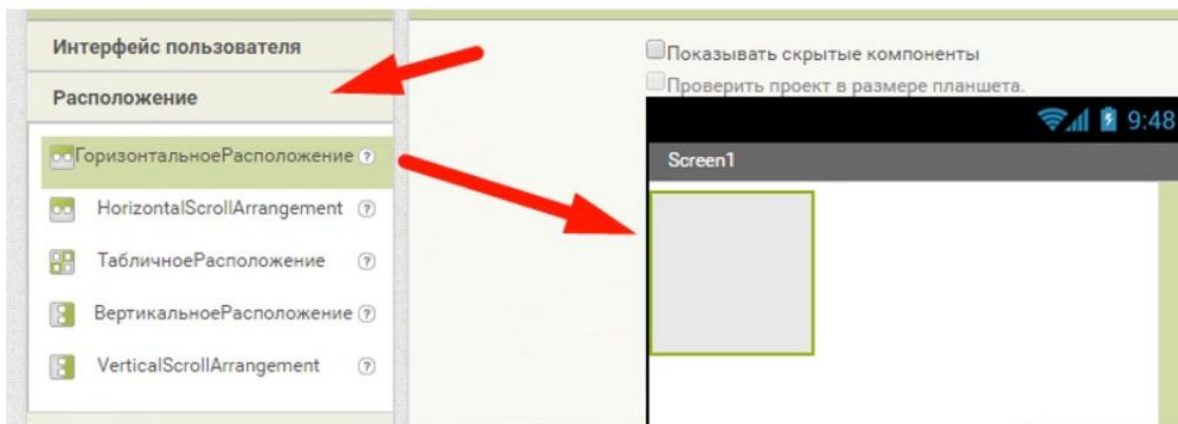 Интерфейс пользователя
Расположение
ГоризонтальноеРасположение ?
HorizontalScrollArrangement ?
ТабличноеРасположение ?
ВертикальноеРасположение ?
VerticalScrollArrangement ?
Показывать скрытые компоненты
Проверить проект в размере планшета.
9:48
Screen1